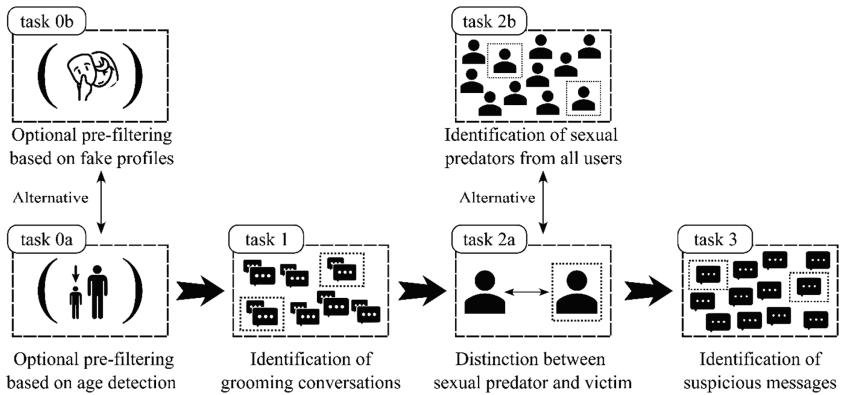 task 0b
task 2b
Optional pre-filtering
based on fake profiles
Identification of sexual
predators from all users
Alternative
Alternative
task 0a
task 1
task 2a
task 3
Optional pre-filtering
based on age detection
Identification of
grooming conversations
Distinction between
sexual predator and victim
Identification of
suspicious messages